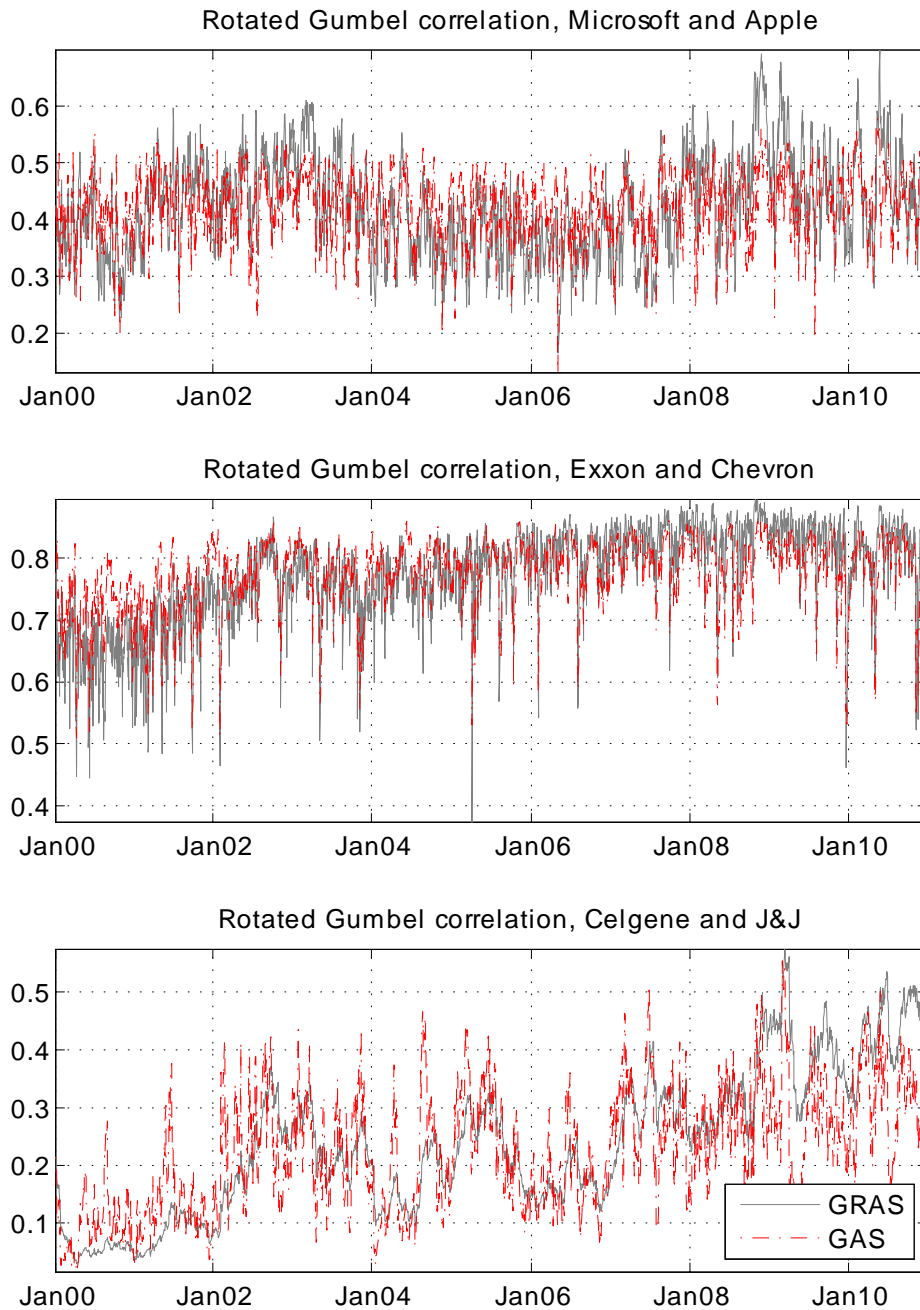 Rotated Gumbel correlation, Microsoft and Apple
0.6
0.5
0.4
0.3
0.2
Jan00 Jan02 Jan04 Jan06 Jan08 Jan10
Rotated Gumbel correlation, Exxon and Chevron
0.8
0.7
0.6
0.5
0.4
Jan00 Jan02 Jan04 Jan06 Jan08 Jan10
Rotated Gumbel correlation, Celgene and J&J
0.5
0.4
0.3
0.2
0.1
GRAS
GAS
Jan00 Jan02 Jan04 Jan06 Jan08 Jan10